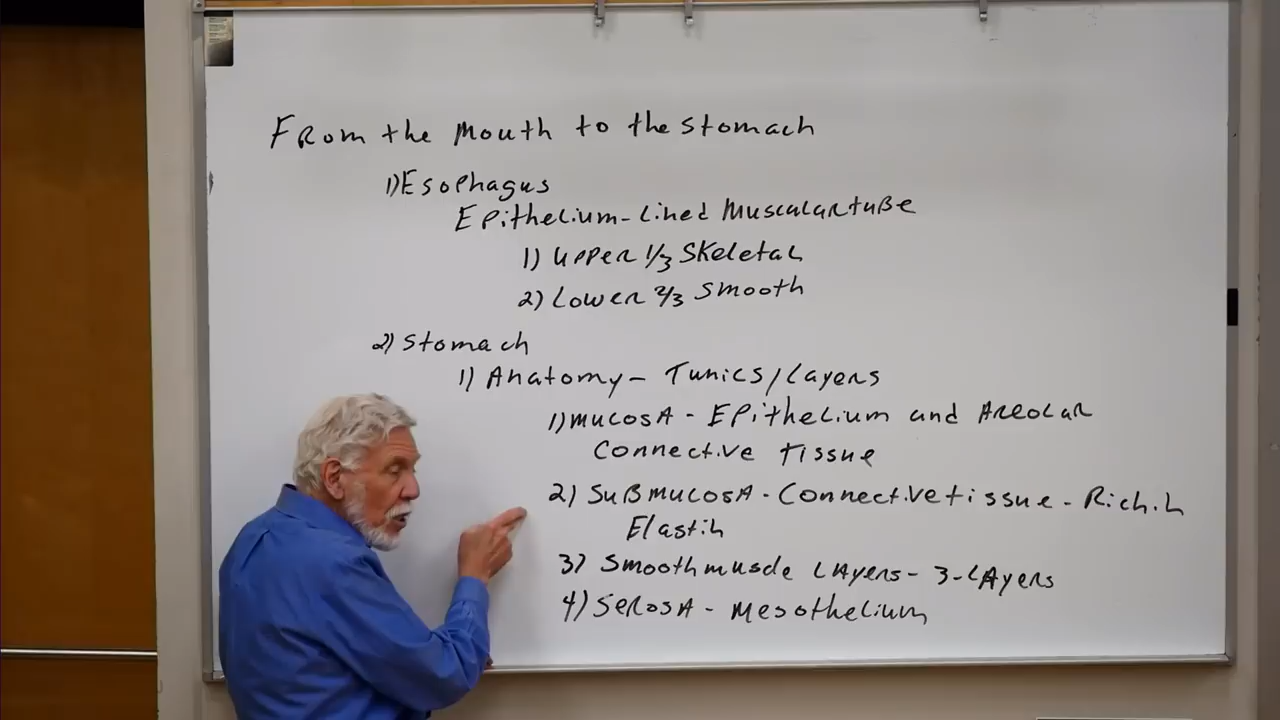 From the Mouth to the Stomach
1) Esophagus
Epithelium-Lined Muscular tube
1) Upper 1/3 Skeletal
2) Lower 2/3 Smooth
2) Stomach
1) Anatomy - Tunics/Layers
1) Mucosa - Epithelium and Areolar
Connective Tissue
2) Submucosa - Connective tissue - Rich in
Elastin
3) Smooth muscle Layers - 3-Layers
4) Serosa - Mesothelium